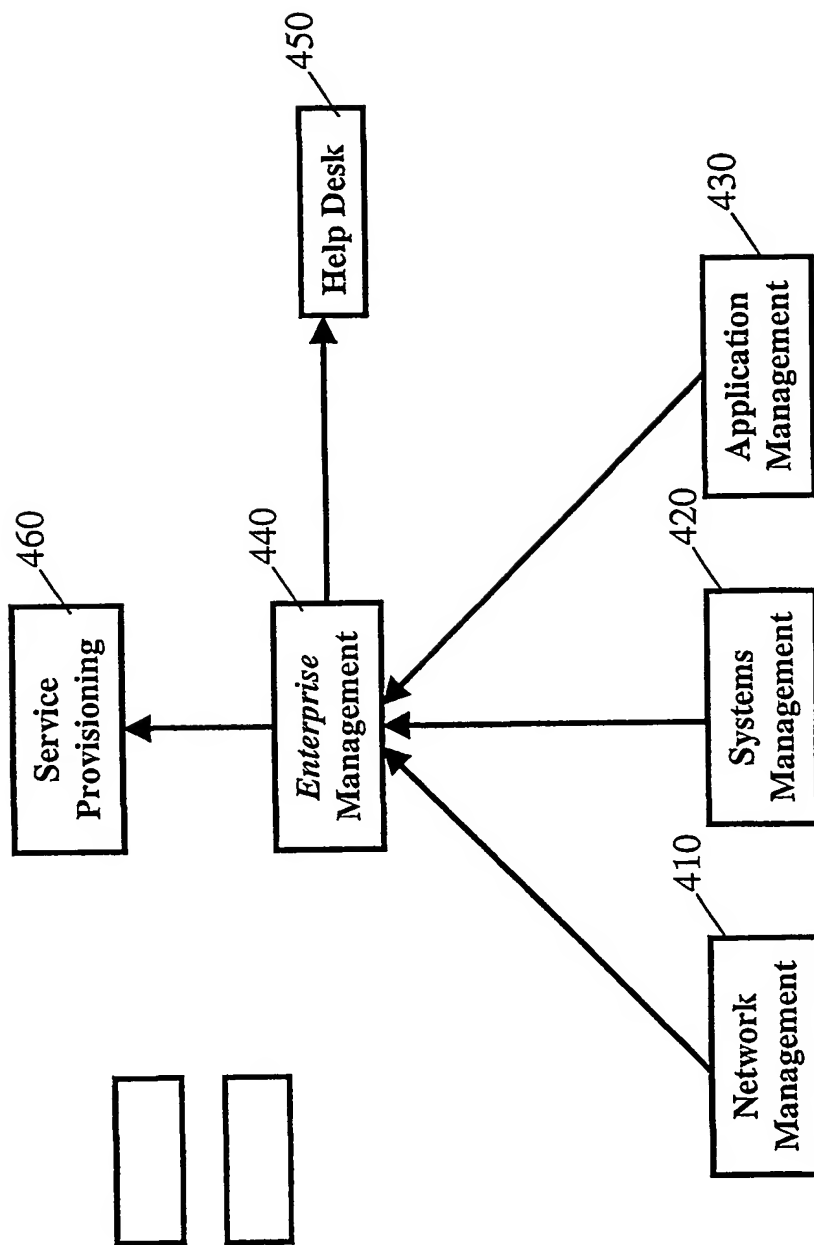 460
Service
Provisioning
440
Enterprise
Management
450
Help Desk
410
Network
Management
420
Systems
Management
430
Application
Management